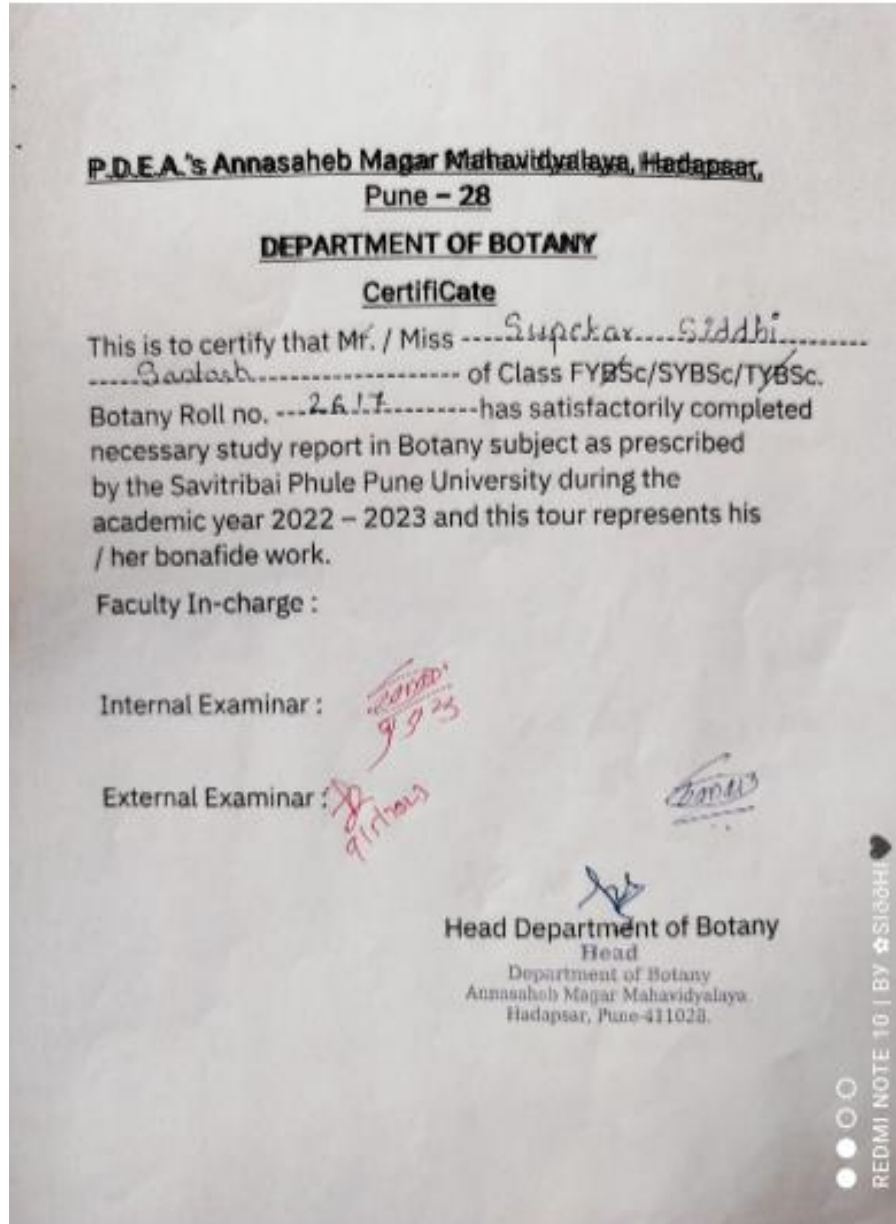 P.D.E.A.'s Annasaheb Magar Mahavidyalaya, Hadapsar,
Pune – 28
DEPARTMENT OF BOTANY
CertifiCate
This is to certify that Mr. / Miss ----Supekar----Siddhi---------
-----Santosh-------------------- of Class FYBSc/SYBSc/TYBSc.
Botany Roll no. ---2617----------has satisfactorily completed
necessary study report in Botany subject as prescribed
by the Savitribai Phule Pune University during the
academic year 2022 – 2023 and this tour represents his
/ her bonafide work.
Faculty In-charge :
Internal Examinar :
External Examinar :
Head Department of Botany
Head
Department of Botany
Annasaheb Magar Mahavidyalaya.
Hadapsar, Pune-411028.
REDMI NOTE 10 | BY ✿SIddHI♥